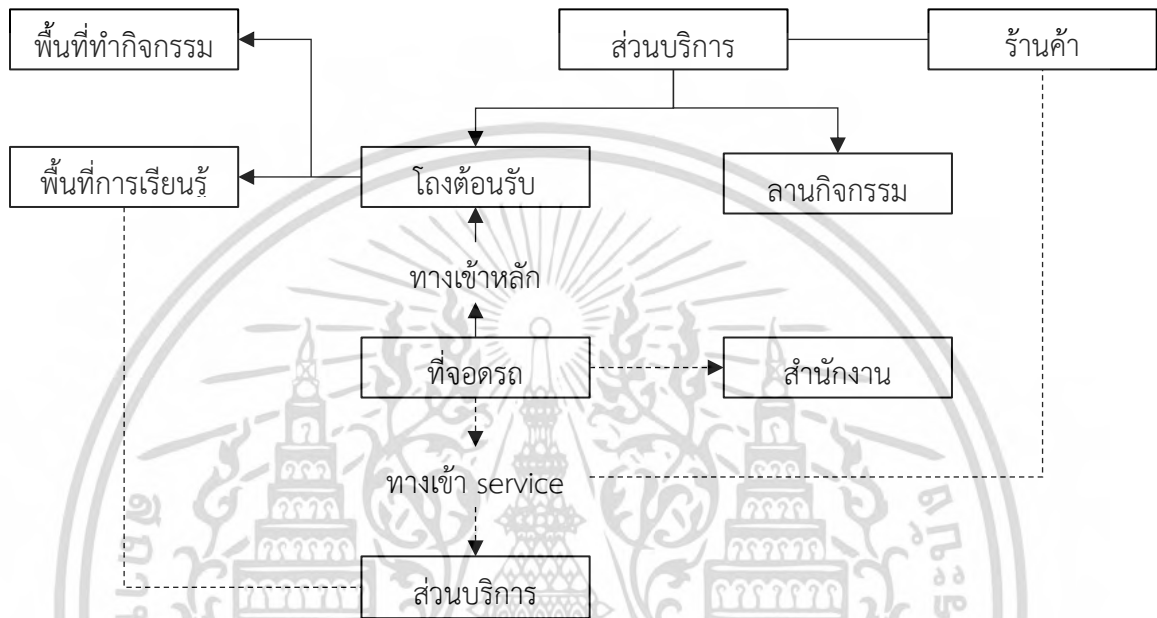 พื้นที่ทำกิจกรรม
ส่วนบริการ
ร้านค้า
พื้นที่การเรียนรู้
โถงต้อนรับ
ลานกิจกรรม
ทางเข้าหลัก
ที่จอดรถ
สำนักงาน
ทางเข้า service
ส่วนบริการ